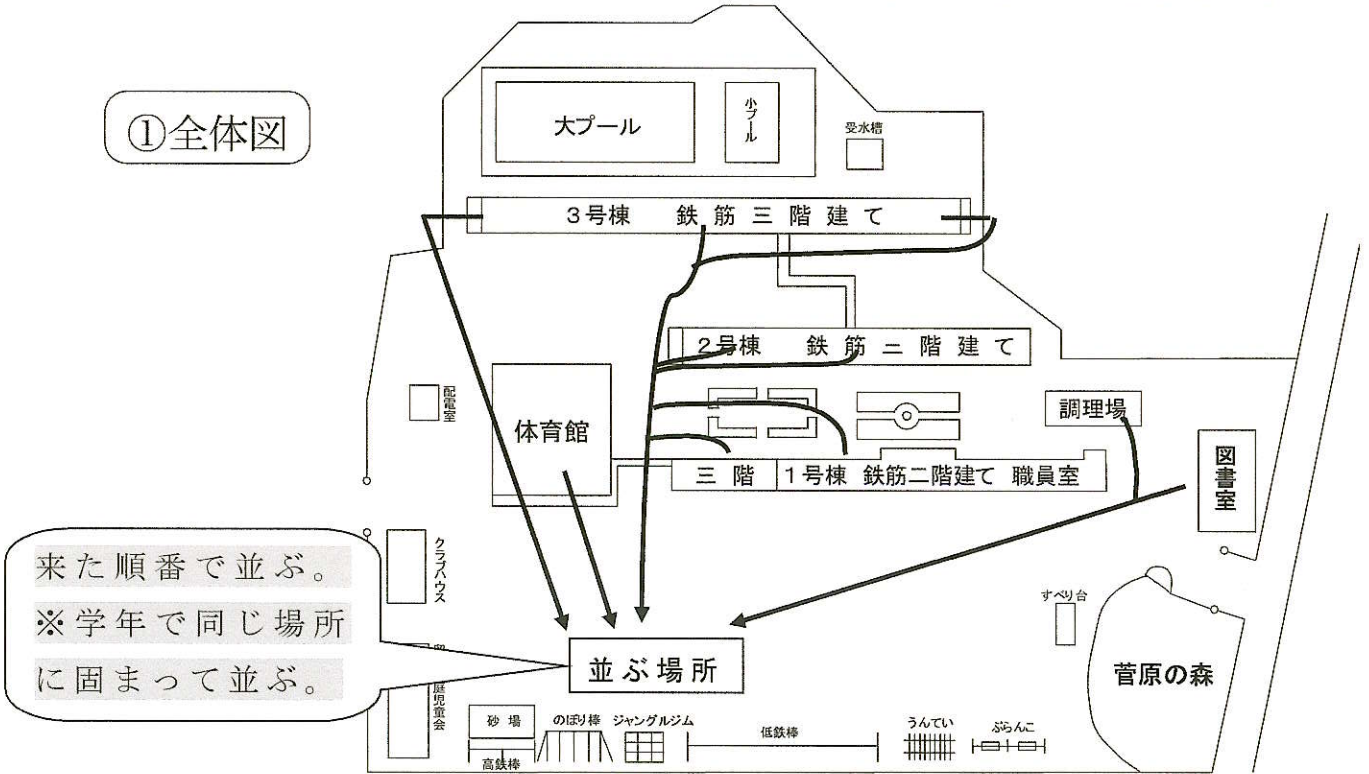 ①全体図
大プール
小プール
受水槽
3号棟 鉄筋三階建て
2号棟 鉄筋二階建て
配電室
体育館
調理場
図書室
三階
1号棟 鉄筋二階建て 職員室
クラブハウス
来た順番で並ぶ。
※学年で同じ場所
に固まって並ぶ。
庭児童会
並ぶ場所
すべり台
菅原の森
砂場
高鉄棒
のぼり棒
ジャングルジム
低鉄棒
うんてい
ぶらんこ